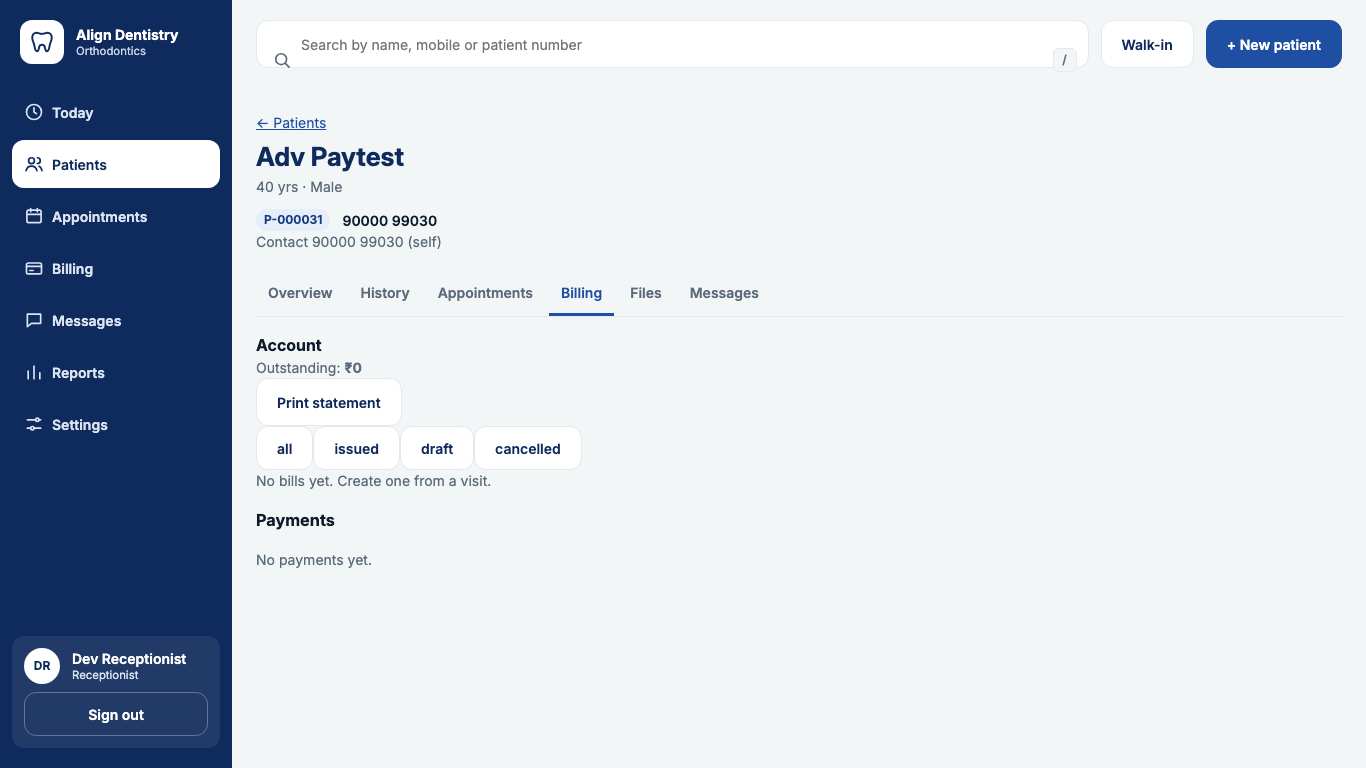 Align Dentistry
Orthodontics
Today
Patients
Appointments
Billing
Messages
Reports
Settings
DR
Dev Receptionist
Receptionist
Sign out
Search by name, mobile or patient number
/
Walk-in
+ New patient
← Patients
Adv Paytest
40 yrs · Male
P-000031 90000 99030
Contact 90000 99030 (self)
Overview History Appointments Billing Files Messages
Account
Outstanding: ₹0
Print statement
all issued draft cancelled
No bills yet. Create one from a visit.
Payments
No payments yet.